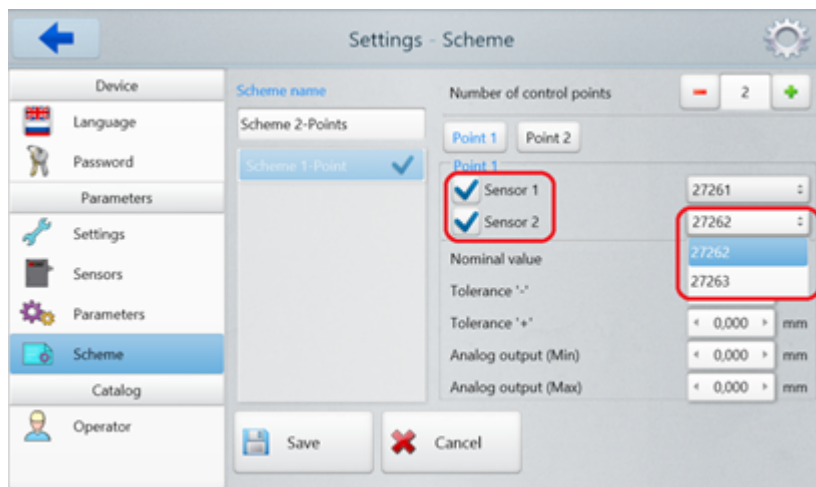 Settings - Scheme
Device
Language
Password
Parameters
Settings
Sensors
Parameters
Scheme
Catalog
Operator
Scheme name
Scheme 2-Points
Scheme 1-Point
Number of control points
2
Point 1 Point 2
Point 1
Sensor 1 27261
Sensor 2 27262
27262
27263
Nominal value
Tolerance '-'
Tolerance '+' 0,000 mm
Analog output (Min) 0,000 mm
Analog output (Max) 0,000 mm
Save
Cancel